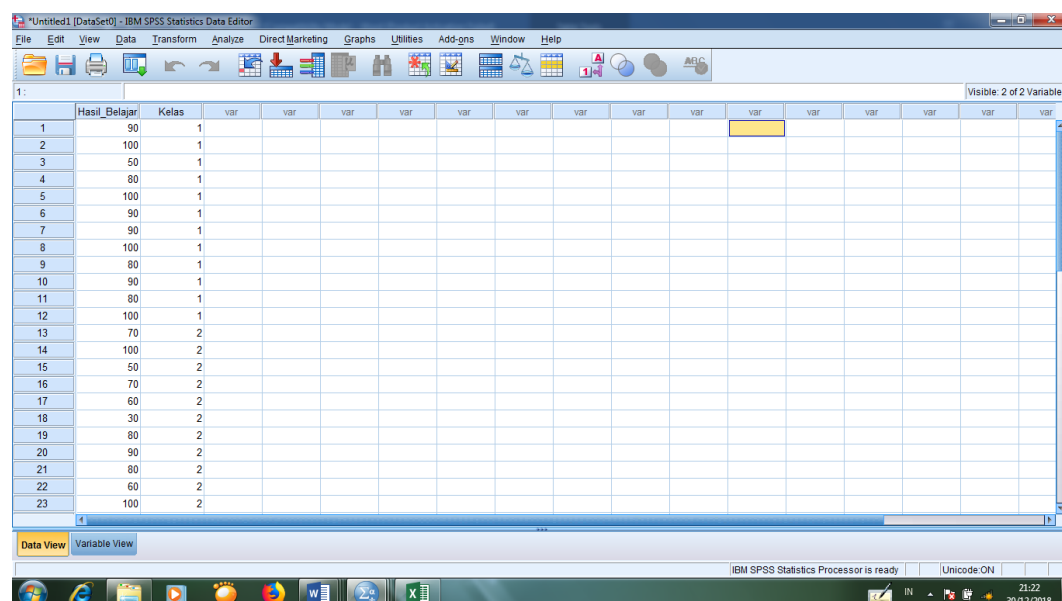 *Untitled1 [DataSet0] - IBM SPSS Statistics Data Editor
File Edit View Data Transform Analyze Direct Marketing Graphs Utilities Add-ons Window Help
1 :
Visible: 2 of 2 Variable
Hasil_Belajar Kelas var var var var var var var var var var var var var var var
1 90 1
2 100 1
3 50 1
4 80 1
5 100 1
6 90 1
7 90 1
8 100 1
9 80 1
10 90 1
11 80 1
12 100 1
13 70 2
14 100 2
15 50 2
16 70 2
17 60 2
18 30 2
19 80 2
20 90 2
21 80 2
22 60 2
23 100 2
Data View Variable View
IBM SPSS Statistics Processor is ready Unicode:ON
IN 21:22
20/12/2018